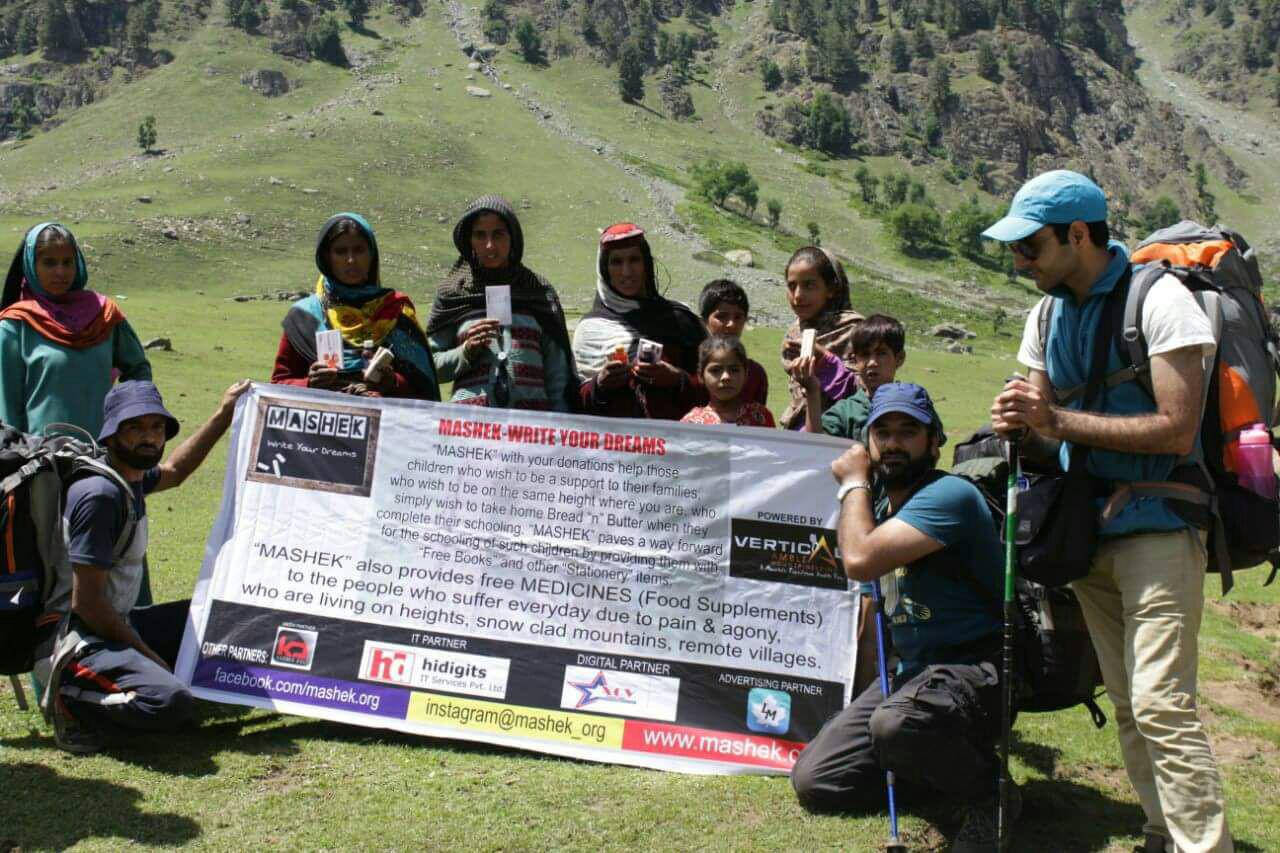 MASHEK
Write Your Dreams
MASHEK-WRITE YOUR DREAMS
"MASHEK" with your donations help those
children who wish to be a support to their families,
who wish to be on the same height where you are, who
simply wish to take home Bread "n" Butter when they
complete their schooling. "MASHEK" paves a way forward
for the schooling of such children by providing them with
"Free Books" and other "Stationery" items.
"MASHEK" also provides free MEDICINES (Food Supplements)
to the people who suffer everyday due to pain & agony,
who are living on heights, snow clad mountains, remote villages.
POWERED BY
VERTICAL
AMBLE
OTHER PARTNERS:
MEDIA PARTNER
IT PARTNER
hd hidigits
IT Services Pvt. Ltd.
DIGITAL PARTNER
ADVERTISING PARTNER
LM
facebook.com/mashek.org
instagram@mashek_org
www.mashek.